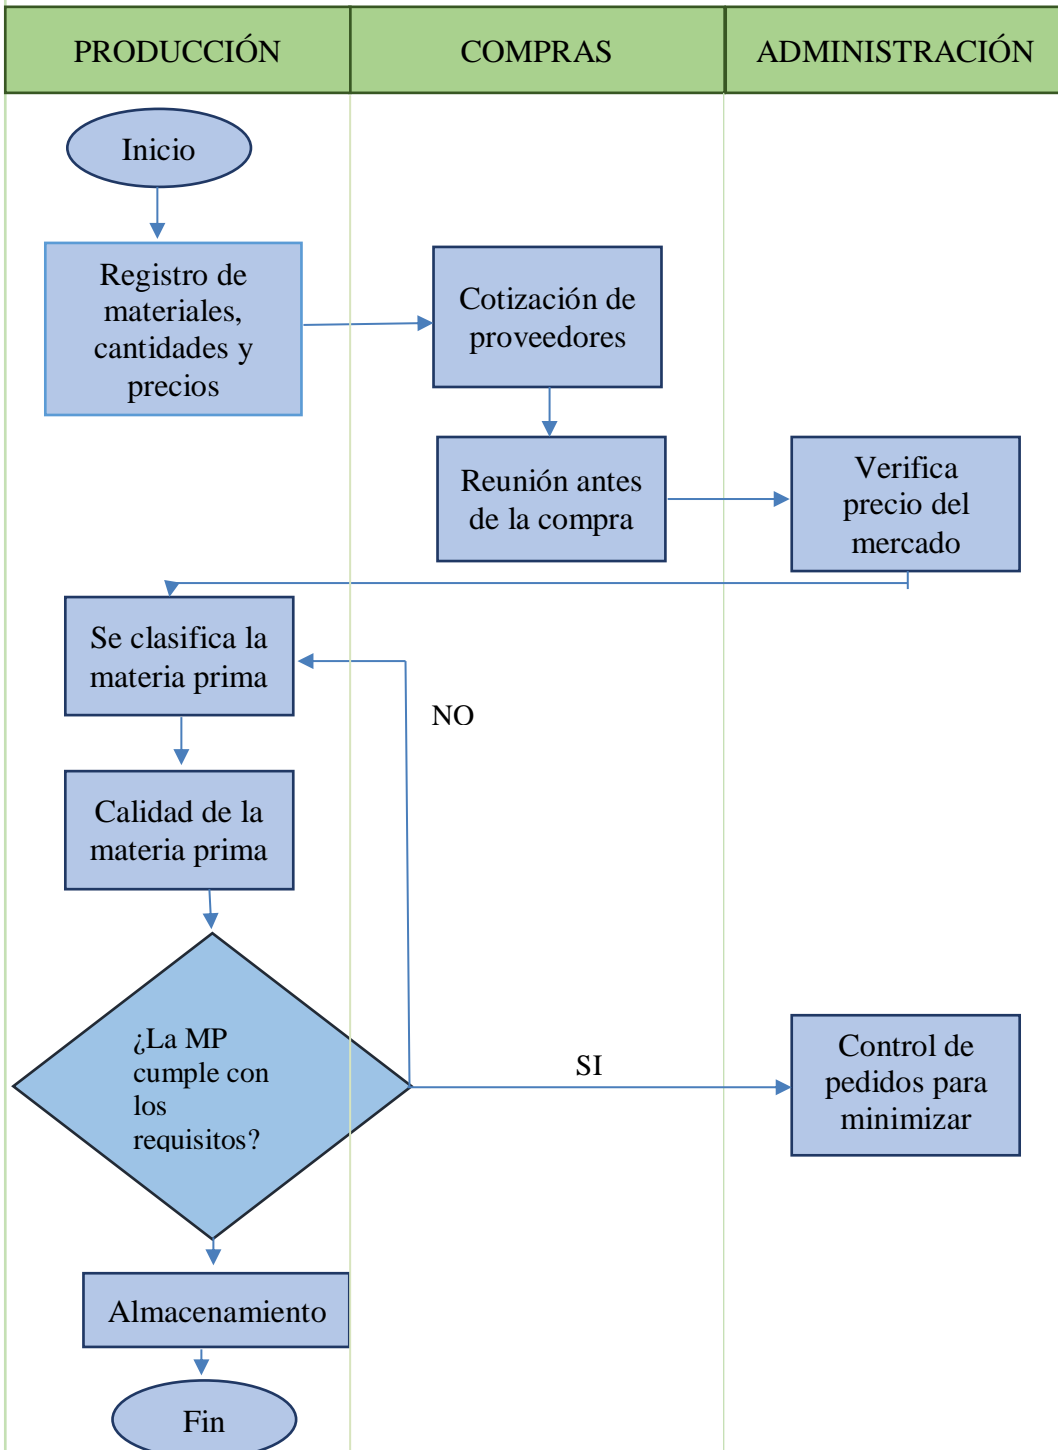 PRODUCCIÓN
COMPRAS
ADMINISTRACIÓN
Inicio
Registro de
materiales,
cantidades y
precios
Cotización de
proveedores
Reunión antes
de la compra
Verifica
precio del
mercado
Se clasifica la
materia prima
NO
Calidad de la
materia prima
¿La MP
cumple con
los
requisitos?
SI
Control de
pedidos para
minimizar
Almacenamiento
Fin